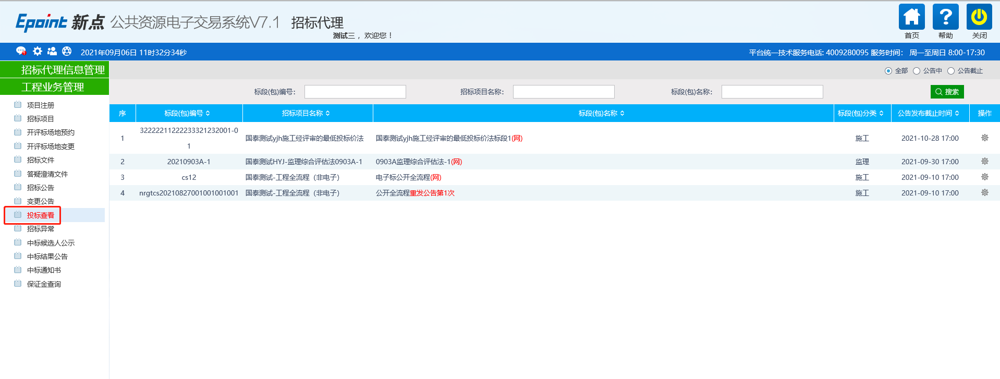 Epoint 新点 公共资源电子交易系统V7.1 招标代理
测试三，欢迎您！
首页 帮助 关闭
2021年09月06日 11时32分34秒
平台统一技术服务电话: 4009280095 服务时间： 周一至周日 8:00-17:30
招标代理信息管理
工程业务管理
项目注册
招标项目
开评标场地预约
开评标场地变更
招标文件
答疑澄清文件
招标公告
变更公告
投标查看
招标异常
中标候选人公示
中标结果公告
中标通知书
保证金查询
全部 公告中 公告截止
标段(包)编号： 招标项目名称： 标段(包)名称： 搜索
序 标段(包)编号 招标项目名称 标段(包)名称 标段(包)分类 公告发布截止时间 操作
1 32222211222233321232001-01 国泰测试yjh施工经评审的最低投标价法 国泰测试yjh施工经评审的最低投标价法标段1(网) 施工 2021-10-28 17:00
2 20210903A-1 国泰测试HYJ-监理综合评估法0903A-1 0903A监理综合评估法-1(网) 监理 2021-09-30 17:00
3 cs12 国泰测试-工程全流程（非电子） 电子标公开全流程(网) 施工 2021-09-10 17:00
4 nrgtcs20210827001001001001 国泰测试-工程全流程（非电子） 公开全流程重发公告第1次 施工 2021-09-10 17:00